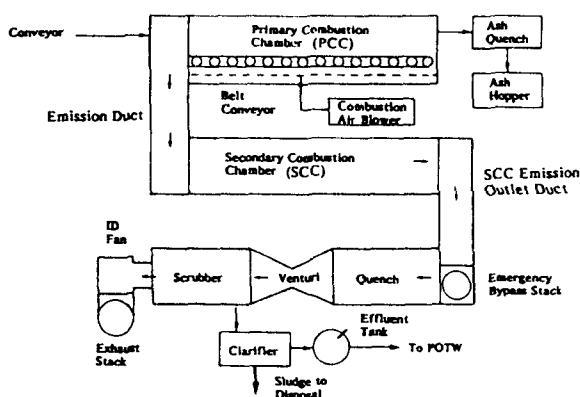 Primary Combustion
Chamber (PCC)
Conveyor
Ash
Quench
Ash
Hopper
Belt
Conveyor
Combustion
Air Blower
Emission Duct
Secondary Combustion
Chamber (SCC)
SCC Emission
Outlet Duct
ID
Fan
Scrubber
Venturi
Quench
Emergency
Bypass Stack
Exhaust
Stack
Clarifier
Effluent
Tank
To POTW
Sludge to
Disposal